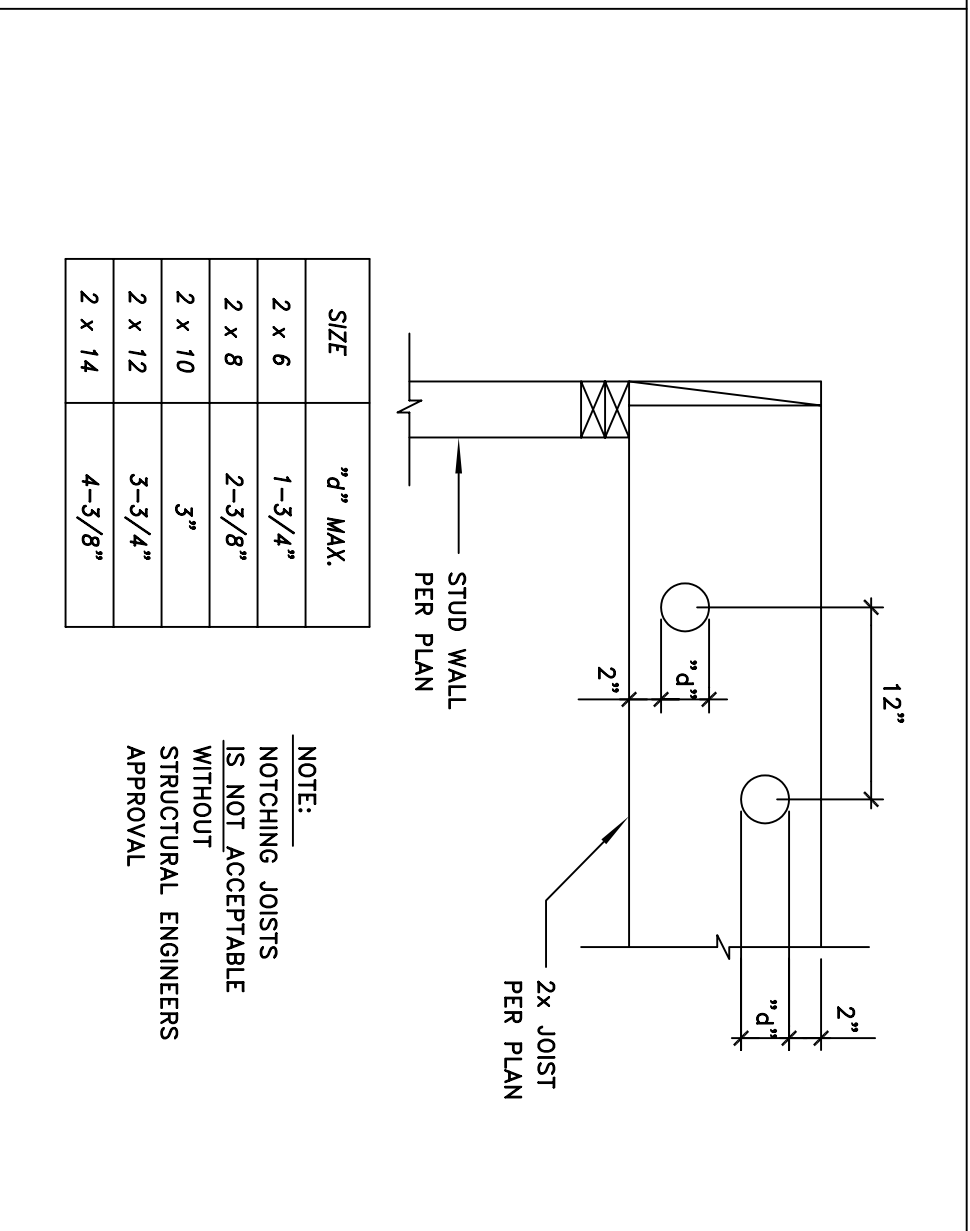 12"
2"
"d"
"d"
2"
2x JOIST
PER PLAN
STUD WALL
PER PLAN
SIZE "d" MAX.
2 x 6 1-3/4"
2 x 8 2-3/8"
2 x 10 3"
2 x 12 3-3/4"
2 x 14 4-3/8"
NOTE:
NOTCHING JOISTS
IS NOT ACCEPTABLE
WITHOUT
STRUCTURAL ENGINEERS
APPROVAL